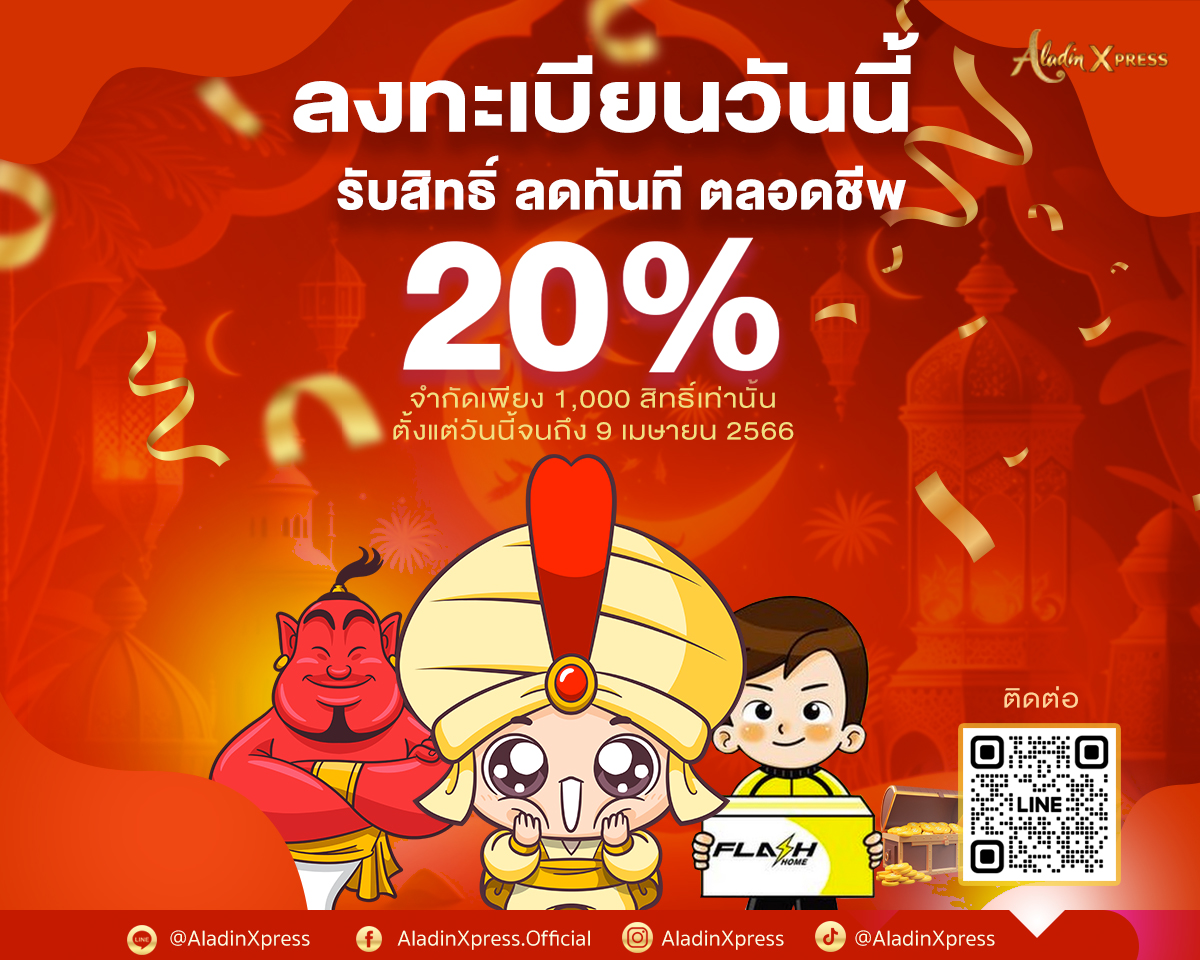 Aladin XPRESS
ลงทะเบียนวันนี้
รับสิทธิ์ ลดทันที ตลอดชีพ
20%
จำกัดเพียง 1,000 สิทธิ์เท่านั้น
ตั้งแต่วันนี้จนถึง 9 เมษายน 2566
ติดต่อ
LINE
FLASH
HOME
LINE @AladinXpress
AladinXpress.Official
AladinXpress
@AladinXpress